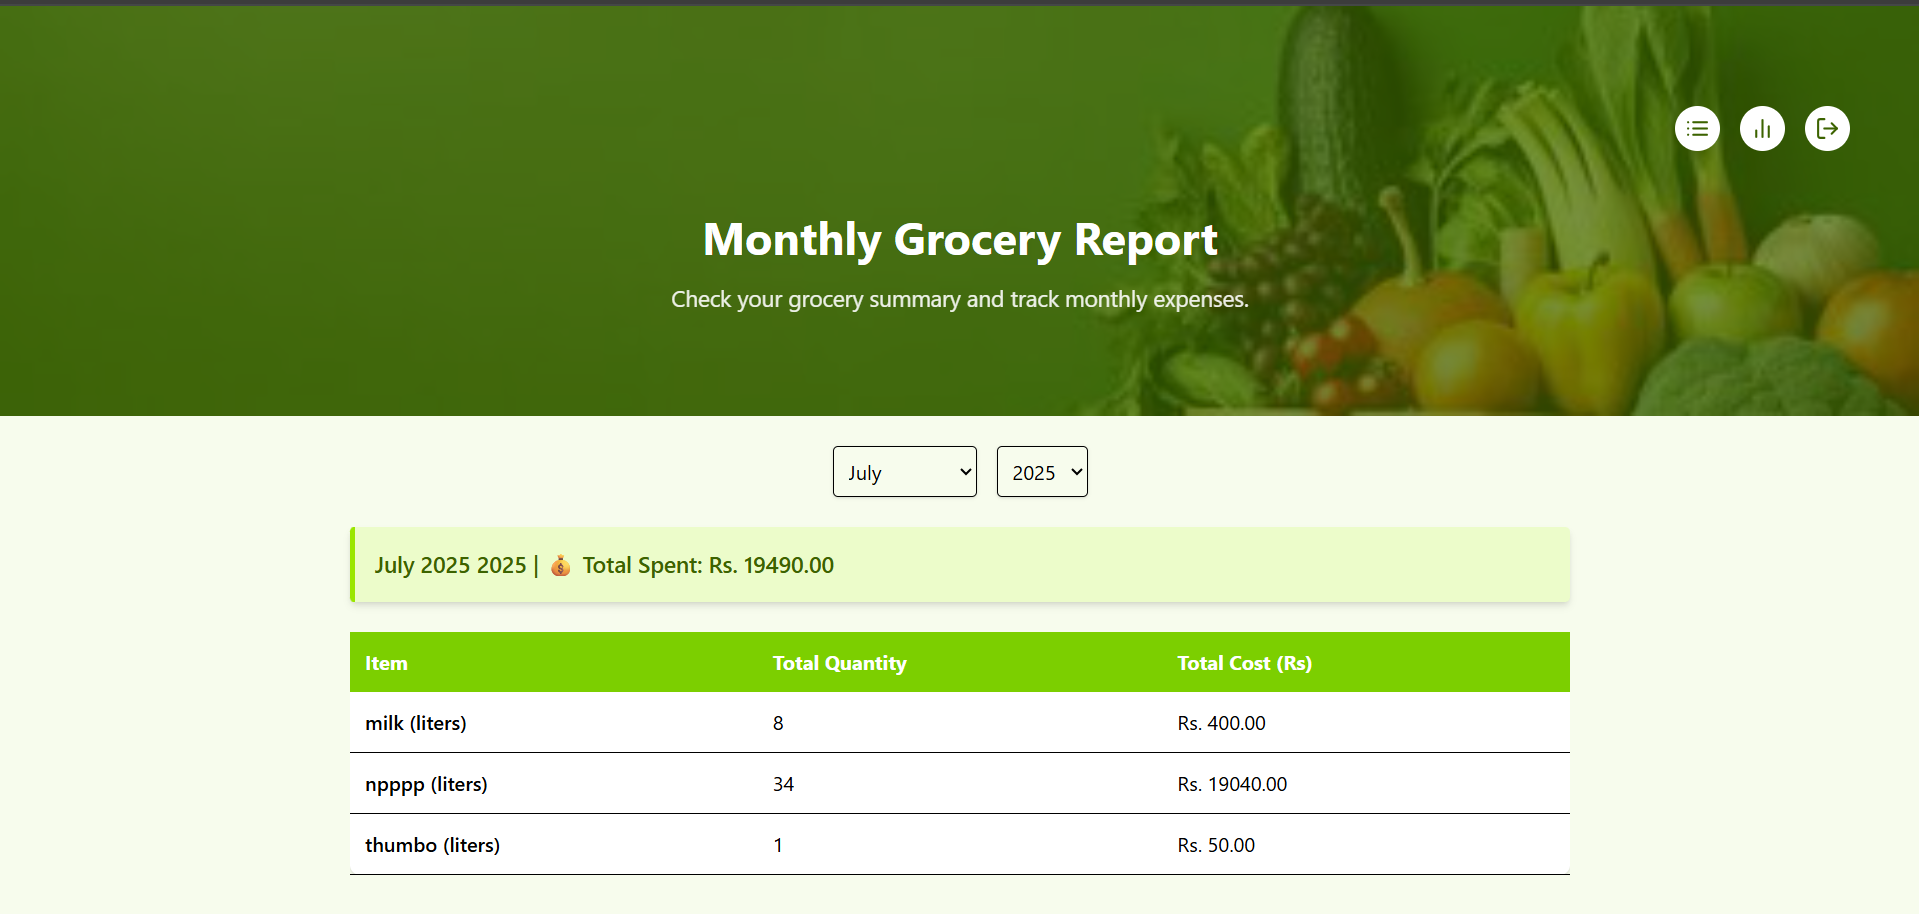 Monthly Grocery Report
Check your grocery summary and track monthly expenses.
July 2025
July 2025 2025 | 💰 Total Spent: Rs. 19490.00
Item Total Quantity Total Cost (Rs)
milk (liters) 8 Rs. 400.00
npppp (liters) 34 Rs. 19040.00
thumbo (liters) 1 Rs. 50.00